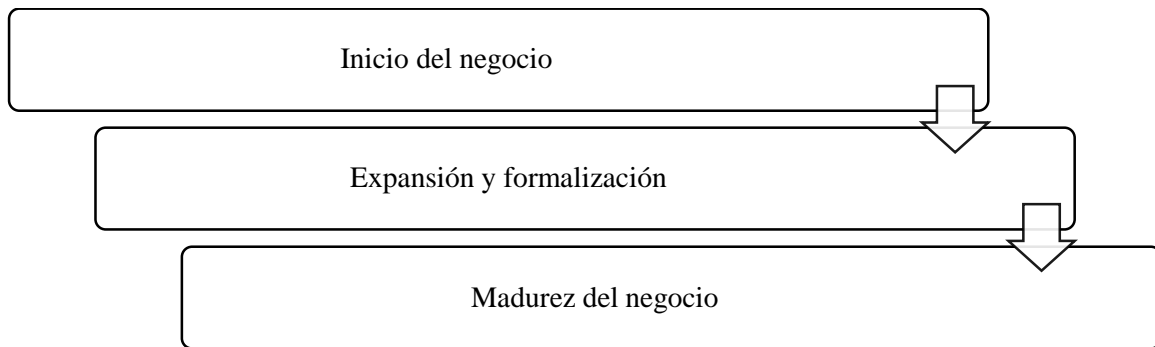 Inicio del negocio
Expansión y formalización
Madurez del negocio